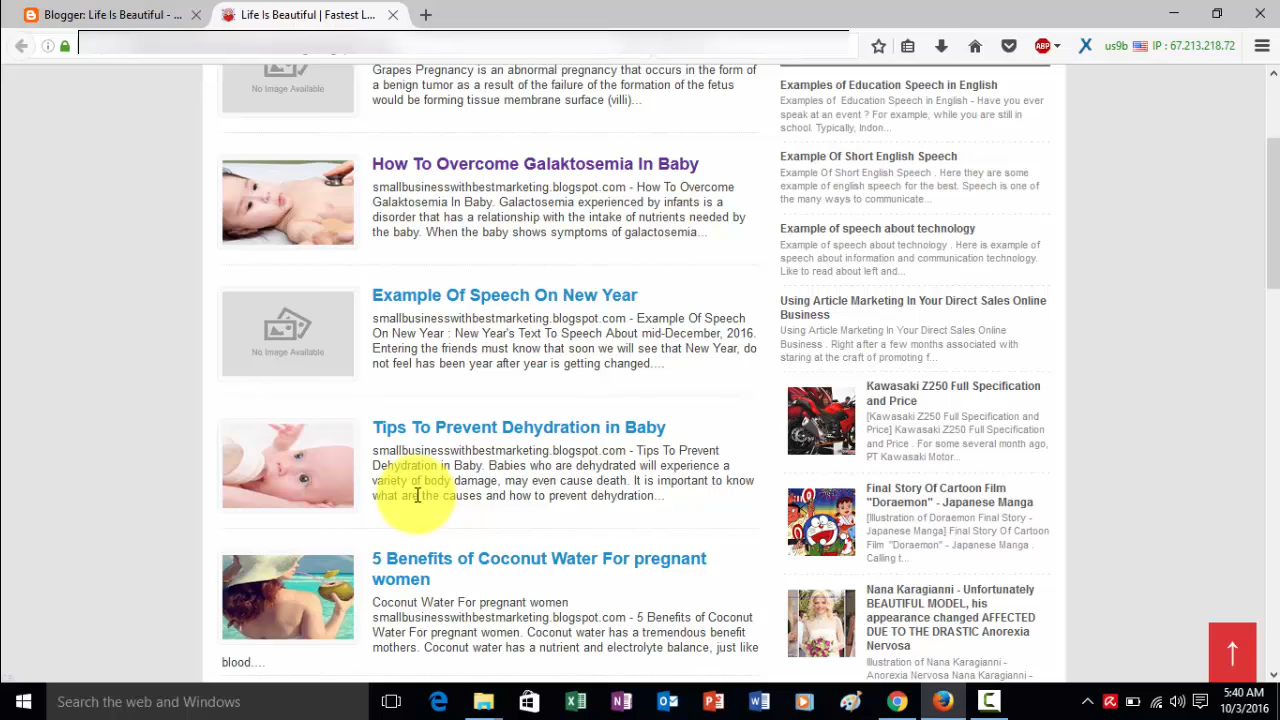 Blogger: Life Is Beautiful - ...
Life Is Beautiful | Fastest L...
us9b
IP : 67.213.218.72
ABP
No Image Available
Grapes Pregnancy is an abnormal pregnancy that occurs in the form of
a benign tumor as a result of the failure of the formation of the fetus
would be forming tissue membrane surface (villi)...
How To Overcome Galaktosemia In Baby
smallbusinesswithbestmarketing.blogspot.com - How To Overcome
Galaktosemia In Baby. Galactosemia experienced by infants is a
disorder that has a relationship with the intake of nutrients needed by
the baby. When the baby shows symptoms of galactosemia...
No Image Available
Example Of Speech On New Year
smallbusinesswithbestmarketing.blogspot.com - Example Of Speech
On New Year : New Year's Text To Speech About mid-December, 2016.
Entering the friends must know that soon we will see that New Year, do
not feel has been year after year is getting changed....
Tips To Prevent Dehydration in Baby
smallbusinesswithbestmarketing.blogspot.com - Tips To Prevent
Dehydration in Baby. Babies who are dehydrated will experience a
variety of body damage, may even cause death. It is important to know
what are the causes and how to prevent dehydration...
5 Benefits of Coconut Water For pregnant
women
Coconut Water For pregnant women
smallbusinesswithbestmarketing.blogspot.com - 5 Benefits of Coconut
Water For pregnant women. Coconut water has a tremendous benefit
mothers. Coconut water has a nutrient and electrolyte balance, just like
blood....
Examples of Education Speech in English
Examples of Education Speech in English - Have you ever
speak at an event ? For example, while you are still in
school. Typically, Indon...
Example Of Short English Speech
Example Of Short English Speech . Here they are some
example of english speech for the best. Speech is one of
the many ways to communicate...
Example of speech about technology
Example of speech about technology . Here is example of
speech about information and communication technology.
Like to read about left and...
Using Article Marketing In Your Direct Sales Online
Business
Using Article Marketing In Your Direct Sales Online
Business . Right after a few months associated with
staring at the craft of promoting f...
Kawasaki Z250 Full Specification
and Price
[Kawasaki Z250 Full Specification and
Price] Kawasaki Z250 Full Specification
and Price . For some several month ago,
PT Kawasaki Motor...
Final Story Of Cartoon Film
"Doraemon" - Japanese Manga
[Illustration of Doraemon Final Story -
Japanese Manga] Final Story Of Cartoon
Film "Doraemon" - Japanese Manga .
Calling t...
Nana Karagianni - Unfortunately
BEAUTIFUL MODEL, his
appearance changed AFFECTED
DUE TO THE DRASTIC Anorexia
Nervosa
Illustration of Nana Karagianni -
Anorexia Nervosa Nana Karagianni -
Search the web and Windows
5:40 AM
10/3/2016